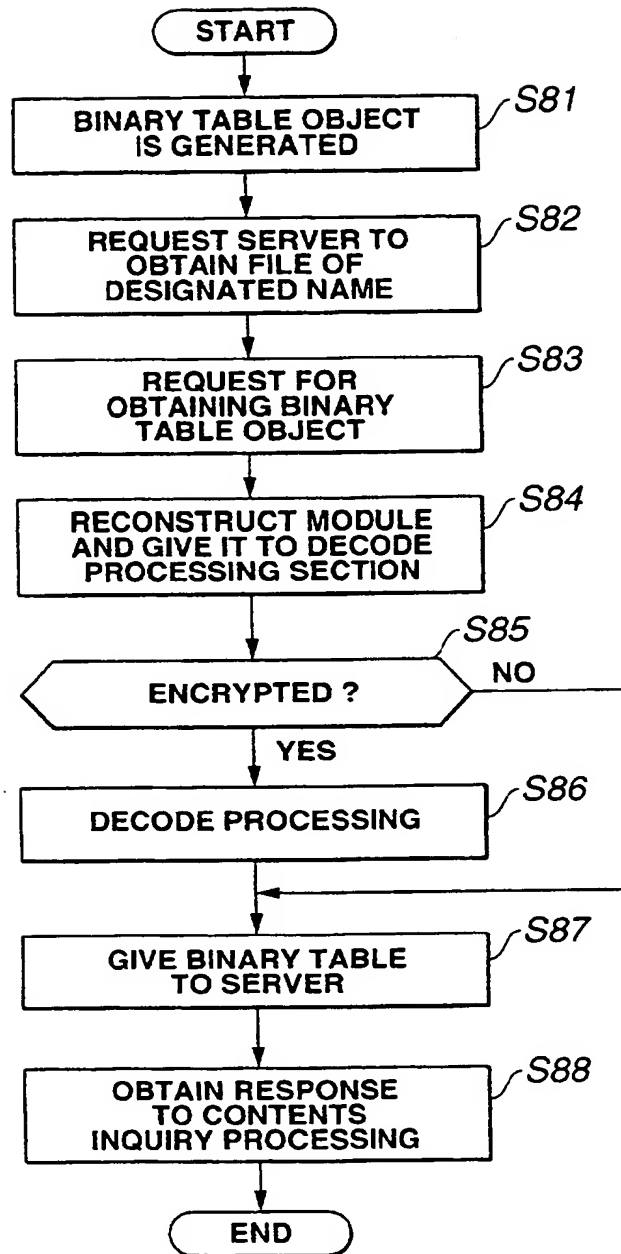 START
S81
BINARY TABLE OBJECT
IS GENERATED
S82
REQUEST SERVER TO
OBTAIN FILE OF
DESIGNATED NAME
S83
REQUEST FOR
OBTAINING BINARY
TABLE OBJECT
S84
RECONSTRUCT MODULE
AND GIVE IT TO DECODE
PROCESSING SECTION
S85
ENCRYPTED ?
NO
YES
S86
DECODE PROCESSING
S87
GIVE BINARY TABLE
TO SERVER
S88
OBTAIN RESPONSE
TO CONTENTS
INQUIRY PROCESSING
END